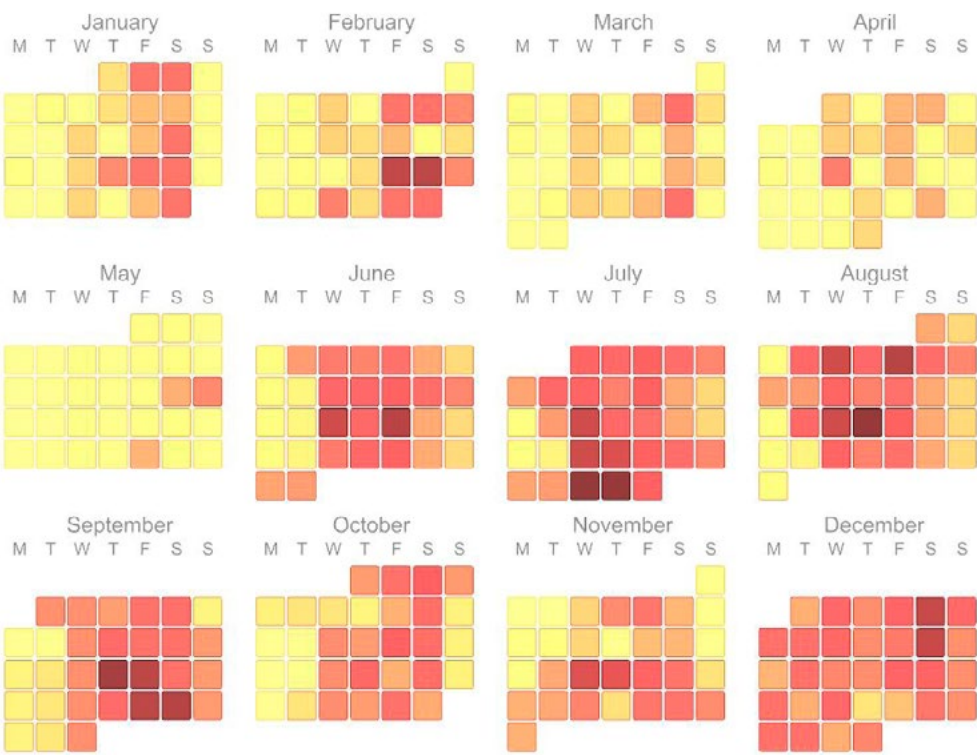 January February March April
M T W T F S S M T W T F S S M T W T F S S M T W T F S S
May June July August
M T W T F S S M T W T F S S M T W T F S S M T W T F S S
September October November December
M T W T F S S M T W T F S S M T W T F S S M T W T F S S